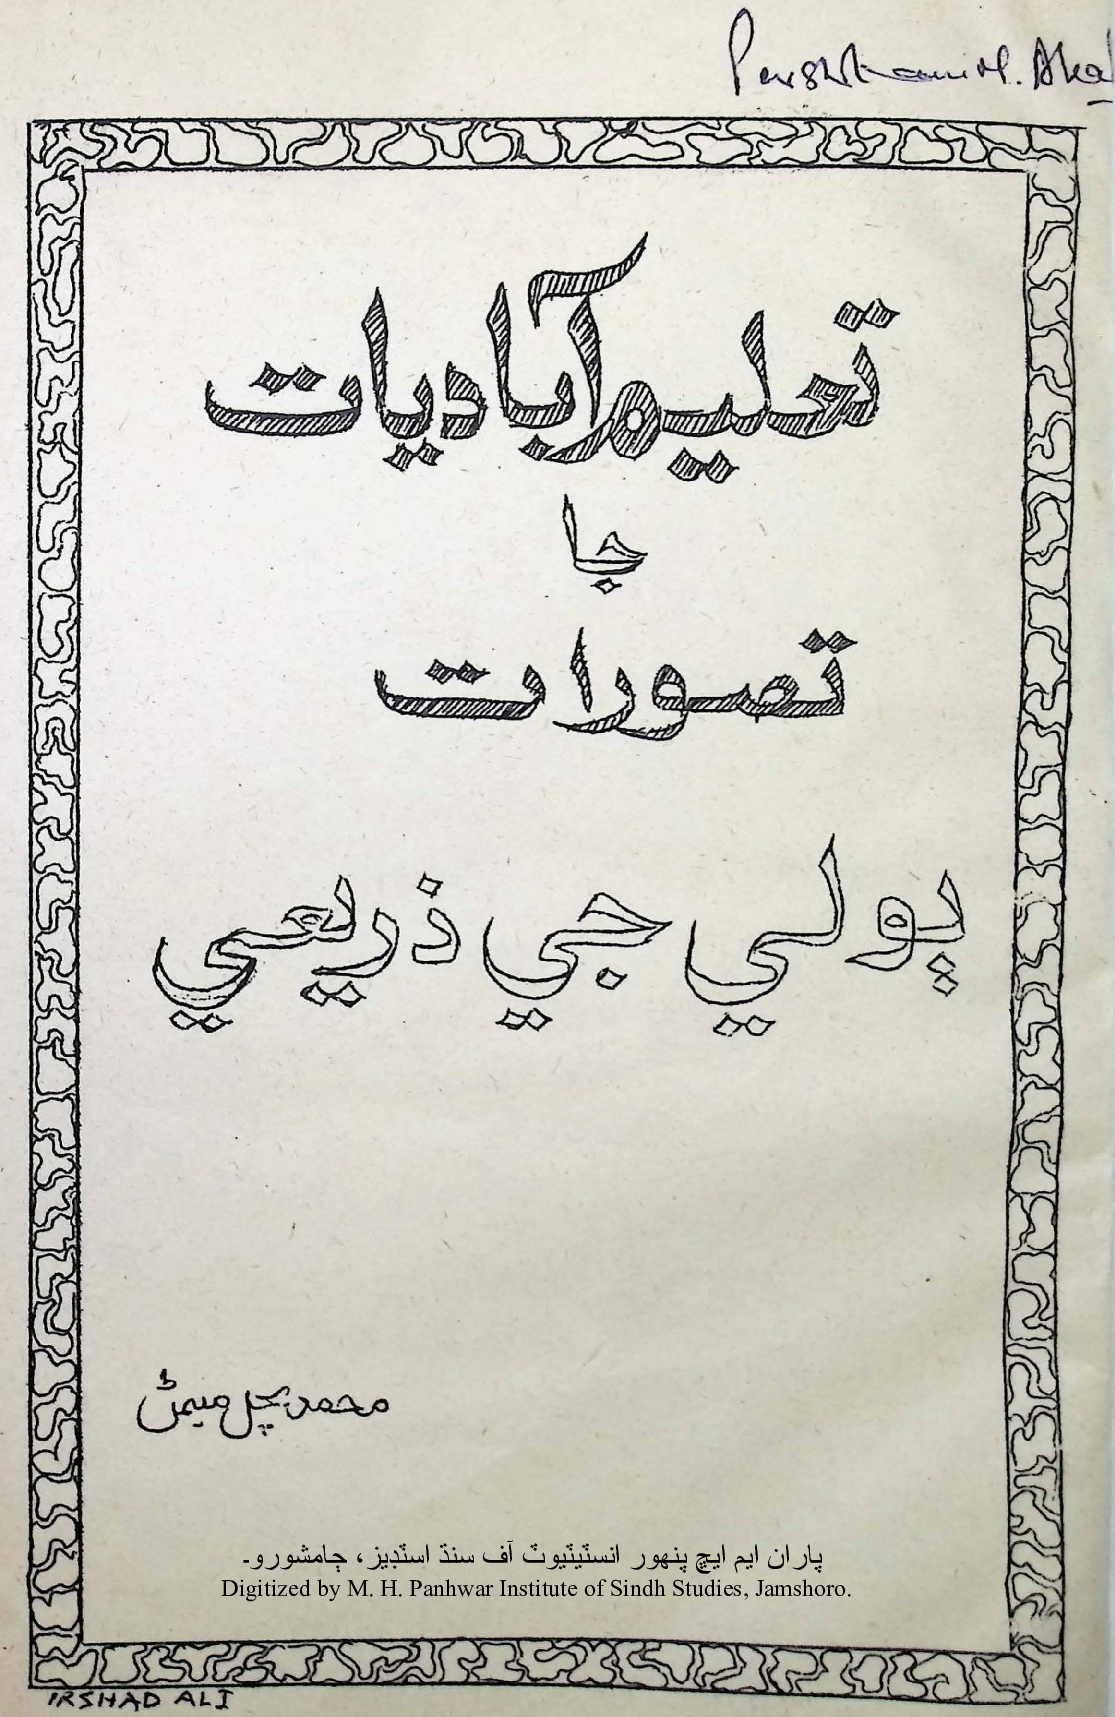 تعليم آباديات
جا
تصورات
ٻولي جي ذريعي
محمد بچل ميمڻ
پاران ايم ايڇ پنهور انسٽيٽيوٽ آف سنڌ اسٽڊيز، ڄامشورو۔
Digitized by M. H. Panhwar Institute of Sindh Studies, Jamshoro.
IRSHAD ALI